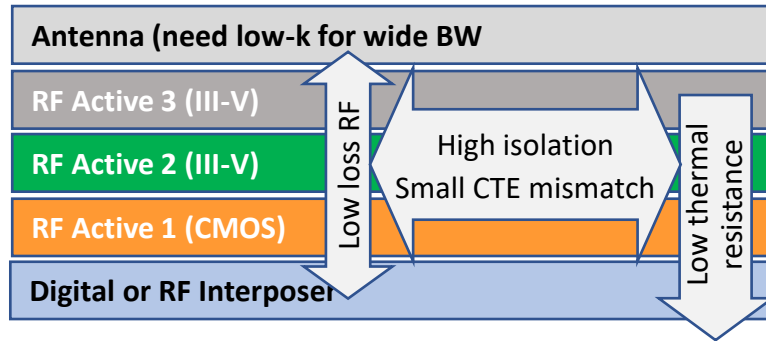 Antenna (need low-k for wide BW
RF Active 3 (III-V)
RF Active 2 (III-V)
RF Active 1 (CMOS)
Digital or RF Interposer
Low loss RF
High isolation
Small CTE mismatch
Low thermal
resistance